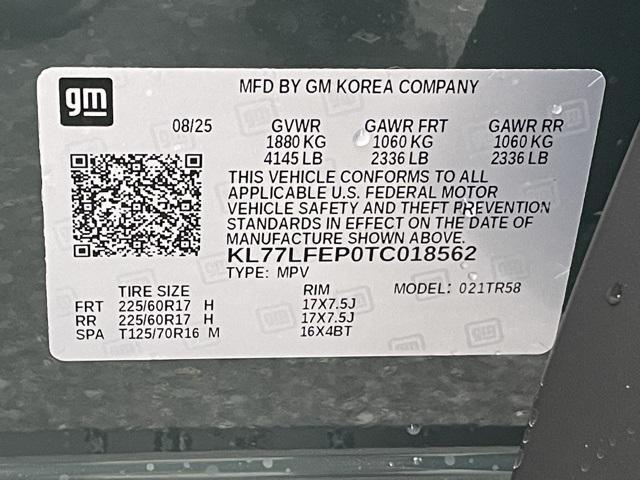 gm
MFD BY GM KOREA COMPANY
08/25 GVWR GAWR FRT GAWR RR
1880 KG 1060 KG 1060 KG
4145 LB 2336 LB 2336 LB
THIS VEHICLE CONFORMS TO ALL
APPLICABLE U.S. FEDERAL MOTOR
VEHICLE SAFETY AND THEFT PREVENTION
STANDARDS IN EFFECT ON THE DATE OF
MANUFACTURE SHOWN ABOVE.
KL77LFEP0TC018562
TYPE: MPV
TIRE SIZE RIM MODEL: 021TR58
FRT 225/60R17 H 17X7.5J
RR 225/60R17 H 17X7.5J
SPA T125/70R16 M 16X4BT